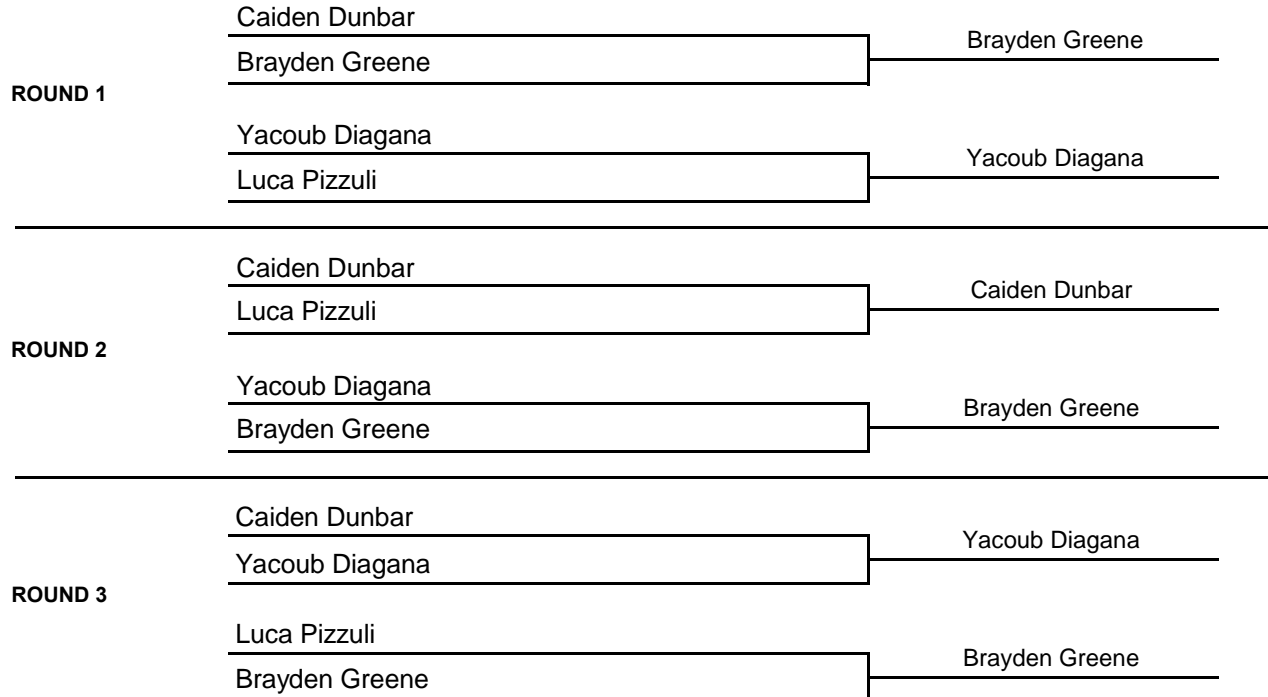 Caiden Dunbar
Brayden Greene
Brayden Greene
ROUND 1
Yacoub Diagana
Yacoub Diagana
Luca Pizzuli
Caiden Dunbar
Caiden Dunbar
Luca Pizzuli
ROUND 2
Yacoub Diagana
Brayden Greene
Brayden Greene
Caiden Dunbar
Yacoub Diagana
Yacoub Diagana
ROUND 3
Luca Pizzuli
Brayden Greene
Brayden Greene